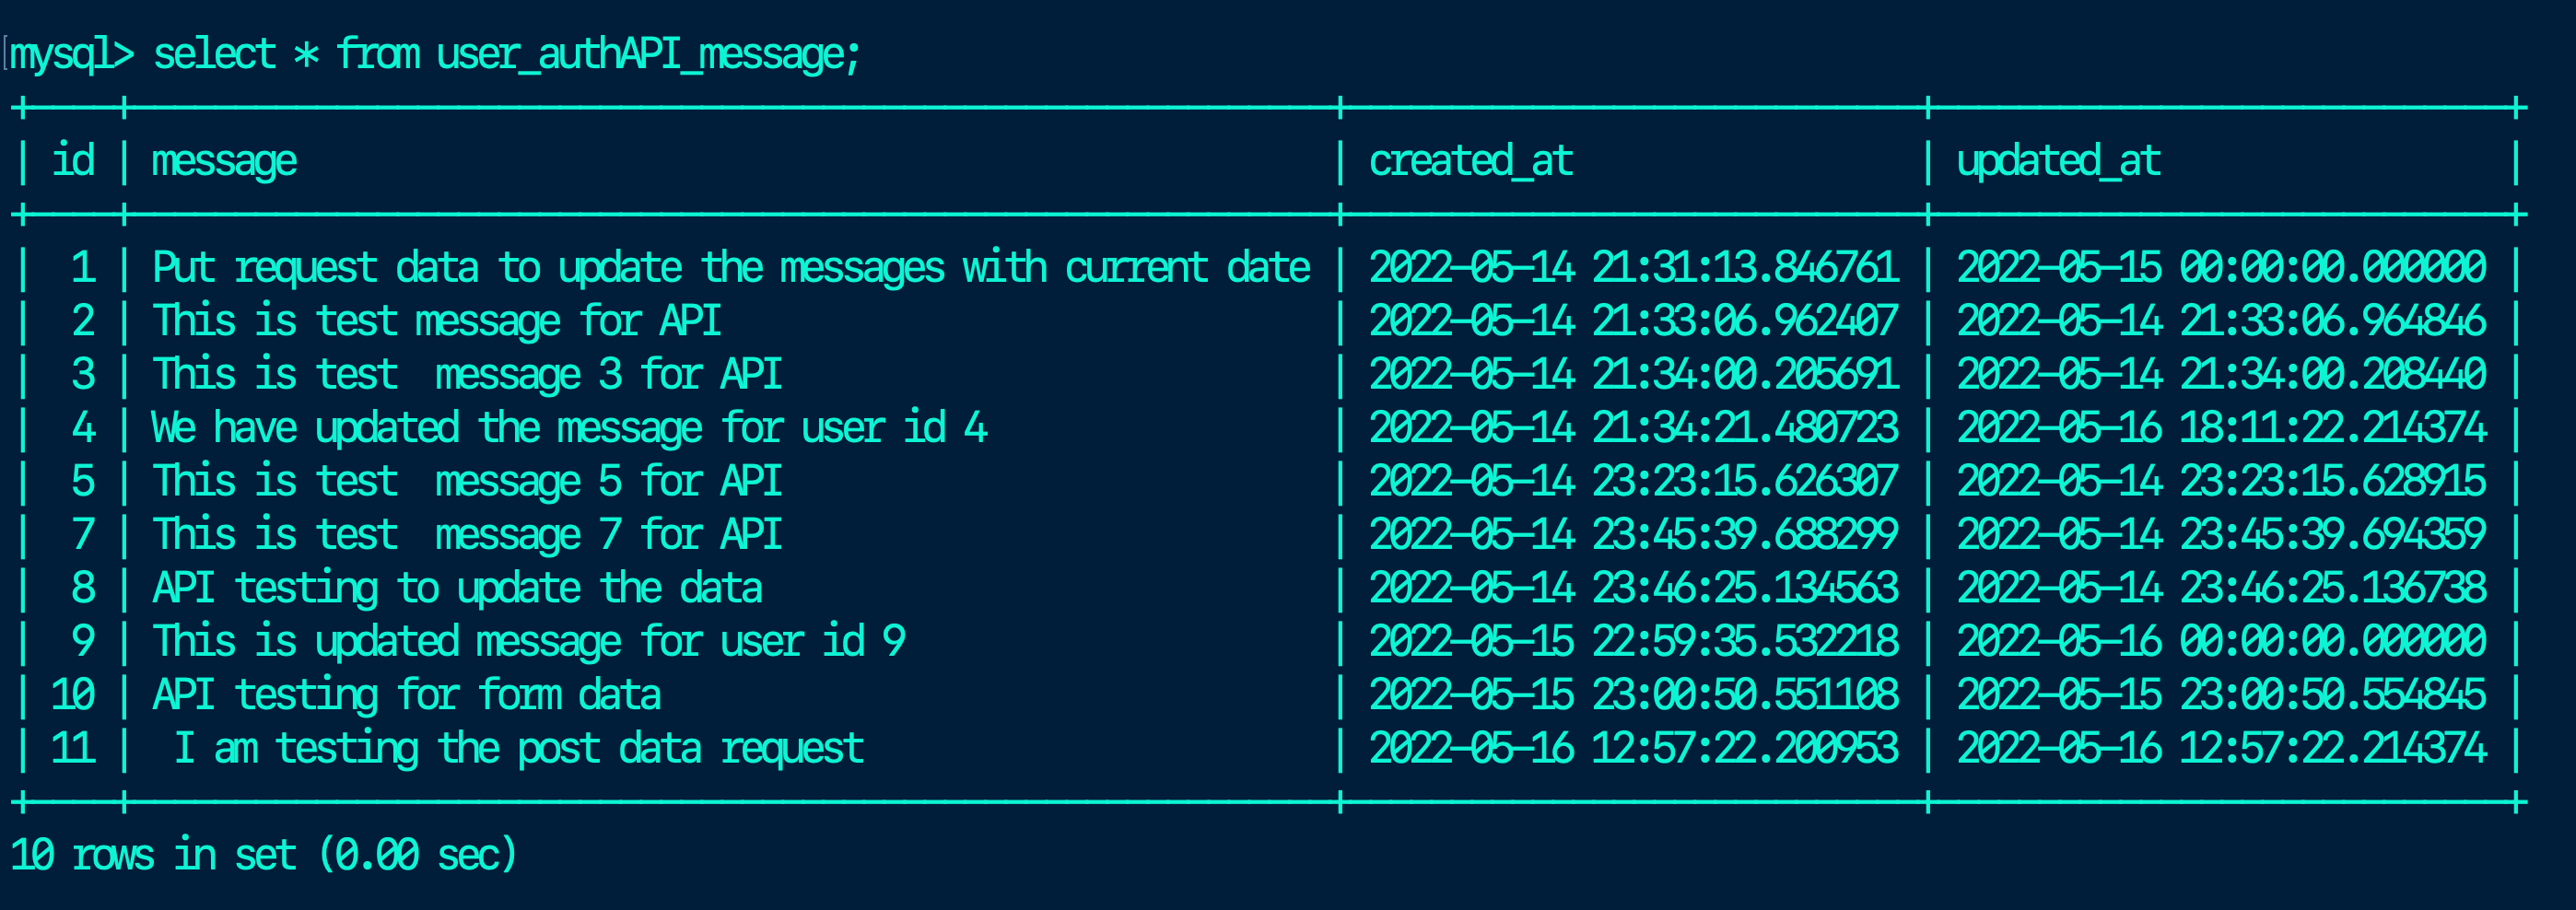 mysql> select * from user_authAPI_message;
+----+-----------------------------------------------------------+----------------------------+----------------------------+
| id | message                                                   | created_at                 | updated_at                 |
+----+-----------------------------------------------------------+----------------------------+----------------------------+
|  1 | Put request data to update the messages with current date | 2022-05-14 21:31:13.846761 | 2022-05-15 00:00:00.000000 |
|  2 | This is test message for API                              | 2022-05-14 21:33:06.962407 | 2022-05-14 21:33:06.964846 |
|  3 | This is test  message 3 for API                           | 2022-05-14 21:34:00.205691 | 2022-05-14 21:34:00.208440 |
|  4 | We have updated the message for user id 4                 | 2022-05-14 21:34:21.480723 | 2022-05-16 18:11:22.214374 |
|  5 | This is test  message 5 for API                           | 2022-05-14 23:23:15.626307 | 2022-05-14 23:23:15.628915 |
|  7 | This is test  message 7 for API                           | 2022-05-14 23:45:39.688299 | 2022-05-14 23:45:39.694359 |
|  8 | API testing to update the data                            | 2022-05-14 23:46:25.134563 | 2022-05-14 23:46:25.136738 |
|  9 | This is updated message for user id 9                     | 2022-05-15 22:59:35.532218 | 2022-05-16 00:00:00.000000 |
| 10 | API testing for form data                                 | 2022-05-15 23:00:50.551108 | 2022-05-15 23:00:50.554845 |
| 11 |  I am testing the post data request                       | 2022-05-16 12:57:22.200953 | 2022-05-16 12:57:22.214374 |
+----+-----------------------------------------------------------+----------------------------+----------------------------+
10 rows in set (0.00 sec)